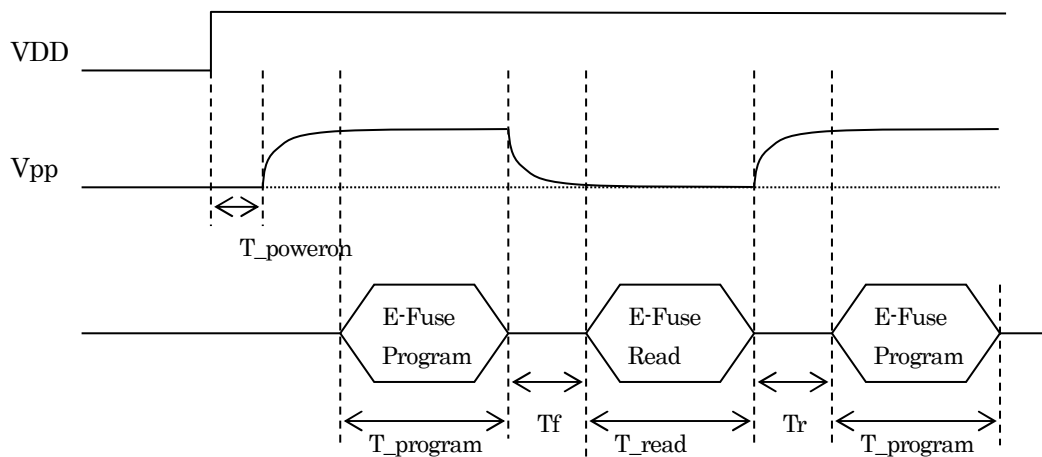 VDD
Vpp
T_poweron
E-Fuse
Program
E-Fuse
Read
E-Fuse
Program
T_program
Tf
T_read
Tr
T_program